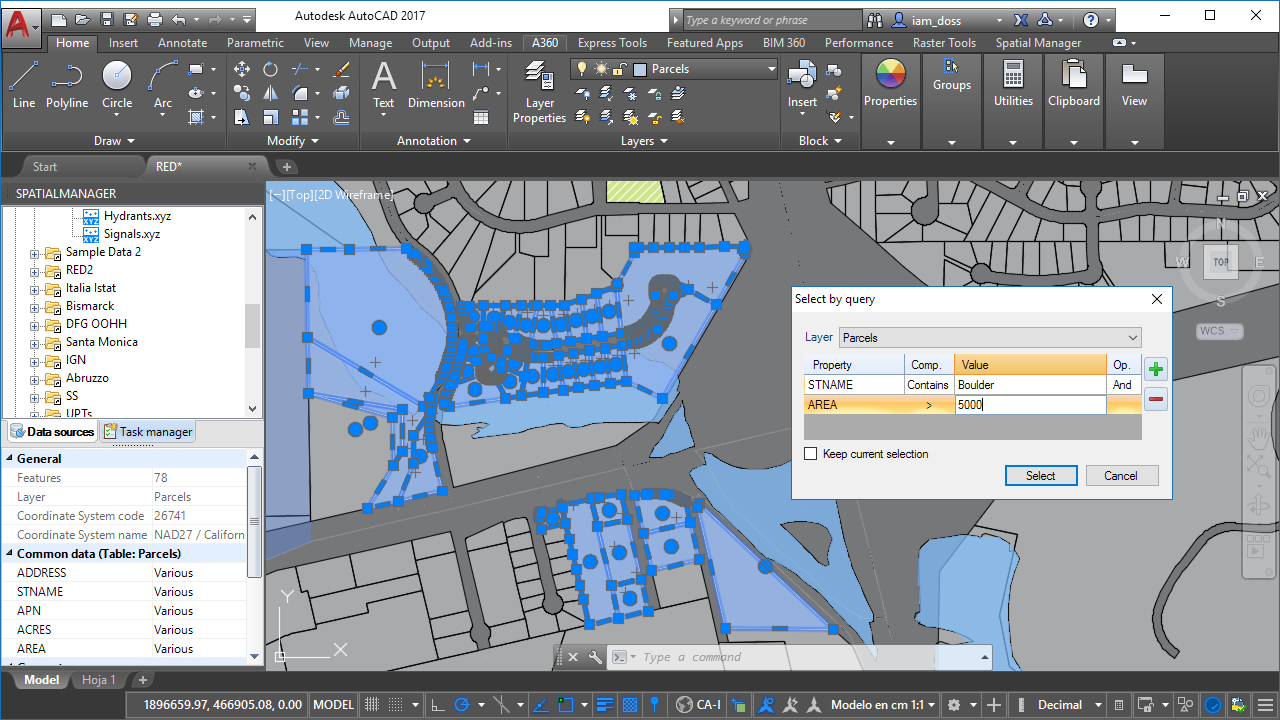 Autodesk AutoCAD 2017
Type a keyword or phrase
iam_doss
Home Insert Annotate Parametric View Manage Output Add-ins A360 Express Tools Featured Apps BIM 360 Performance Raster Tools Spatial Manager
Parcels
Line Polyline Circle Arc
Text Dimension
Layer
Properties
Insert
Properties Groups Utilities Clipboard View
Draw Modify Annotation Layers Block
Start RED*
SPATIALMANAGER
[−][Top][2D Wireframe]
Hydrants.xyz
Signals.xyz
Sample Data 2
RED2
Italia Istat
Bismarck
DFG OOHH
Santa Monica
IGN
Abruzzo
SS
UPTs
Data sources Task manager
General
Features 78
Layer Parcels
Coordinate System code 26741
Coordinate System name NAD27 / Californ
Common data (Table: Parcels)
ADDRESS Various
STNAME Various
APN Various
ACRES Various
AREA Various
N
W TOP E
S
WCS
Select by query
Layer Parcels
Property Comp. Value Op.
STNAME Contains Boulder And
AREA > 5000
Keep current selection
Select Cancel
Y
X
Type a command
Model Hoja 1
1896659.97, 466905.08, 0.00 MODEL CA-I Modelo en cm 1:1 Decimal